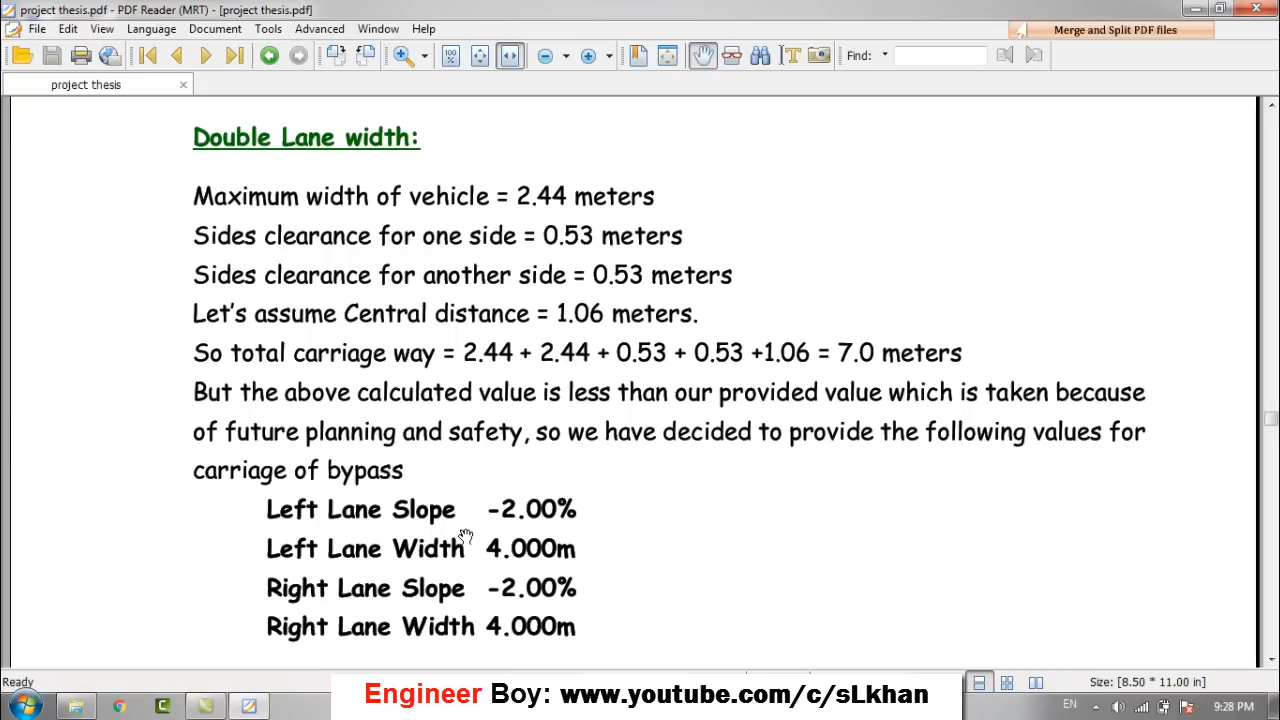 project thesis.pdf - PDF Reader (MRT) - [project thesis.pdf]
File Edit View Language Document Tools Advanced Window Help
Merge and Split PDF files
Find:
project thesis
Double Lane width:
Maximum width of vehicle = 2.44 meters
Sides clearance for one side = 0.53 meters
Sides clearance for another side = 0.53 meters
Let's assume Central distance = 1.06 meters.
So total carriage way = 2.44 + 2.44 + 0.53 + 0.53 +1.06 = 7.0 meters
But the above calculated value is less than our provided value which is taken because
of future planning and safety, so we have decided to provide the following values for
carriage of bypass
Left Lane Slope -2.00%
Left Lane Width 4.000m
Right Lane Slope -2.00%
Right Lane Width 4.000m
Ready
Size: [8.50 * 11.00 in]
Engineer Boy: www.youtube.com/c/sLkhan
EN
9:28 PM